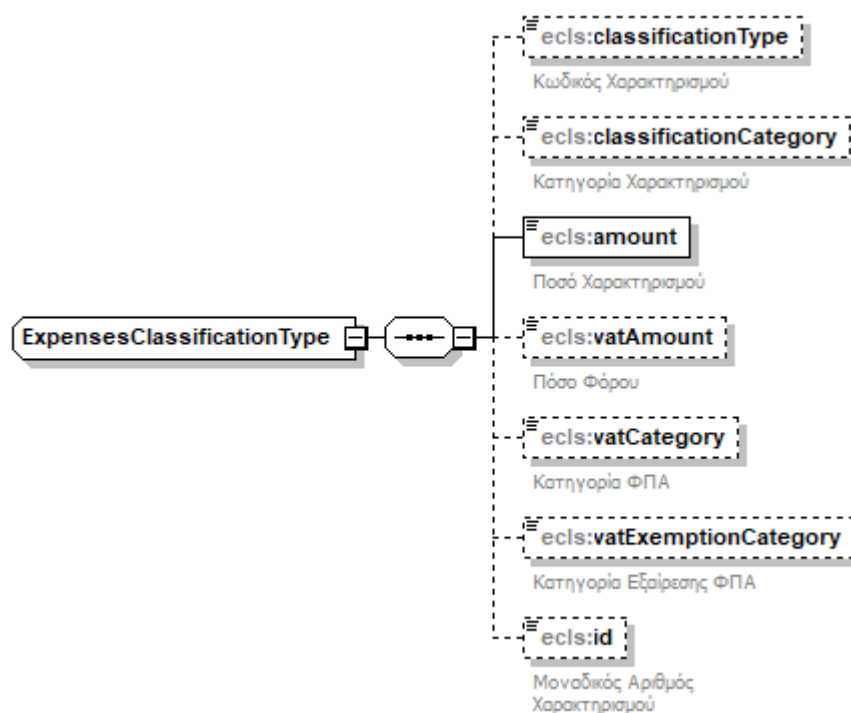 ecls:classificationType
Κωδικός Χαρακτηρισμού
ecls:classificationCategory
Κατηγορία Χαρακτηρισμού
ecls:amount
Ποσό Χαρακτηρισμού
ExpensesClassificationType
ecls:vatAmount
Πόσο Φόρου
ecls:vatCategory
Κατηγορία ΦΠΑ
ecls:vatExemptionCategory
Κατηγορία Εξαίρεσης ΦΠΑ
ecls:id
Μοναδικός Αριθμός
Χαρακτηρισμού